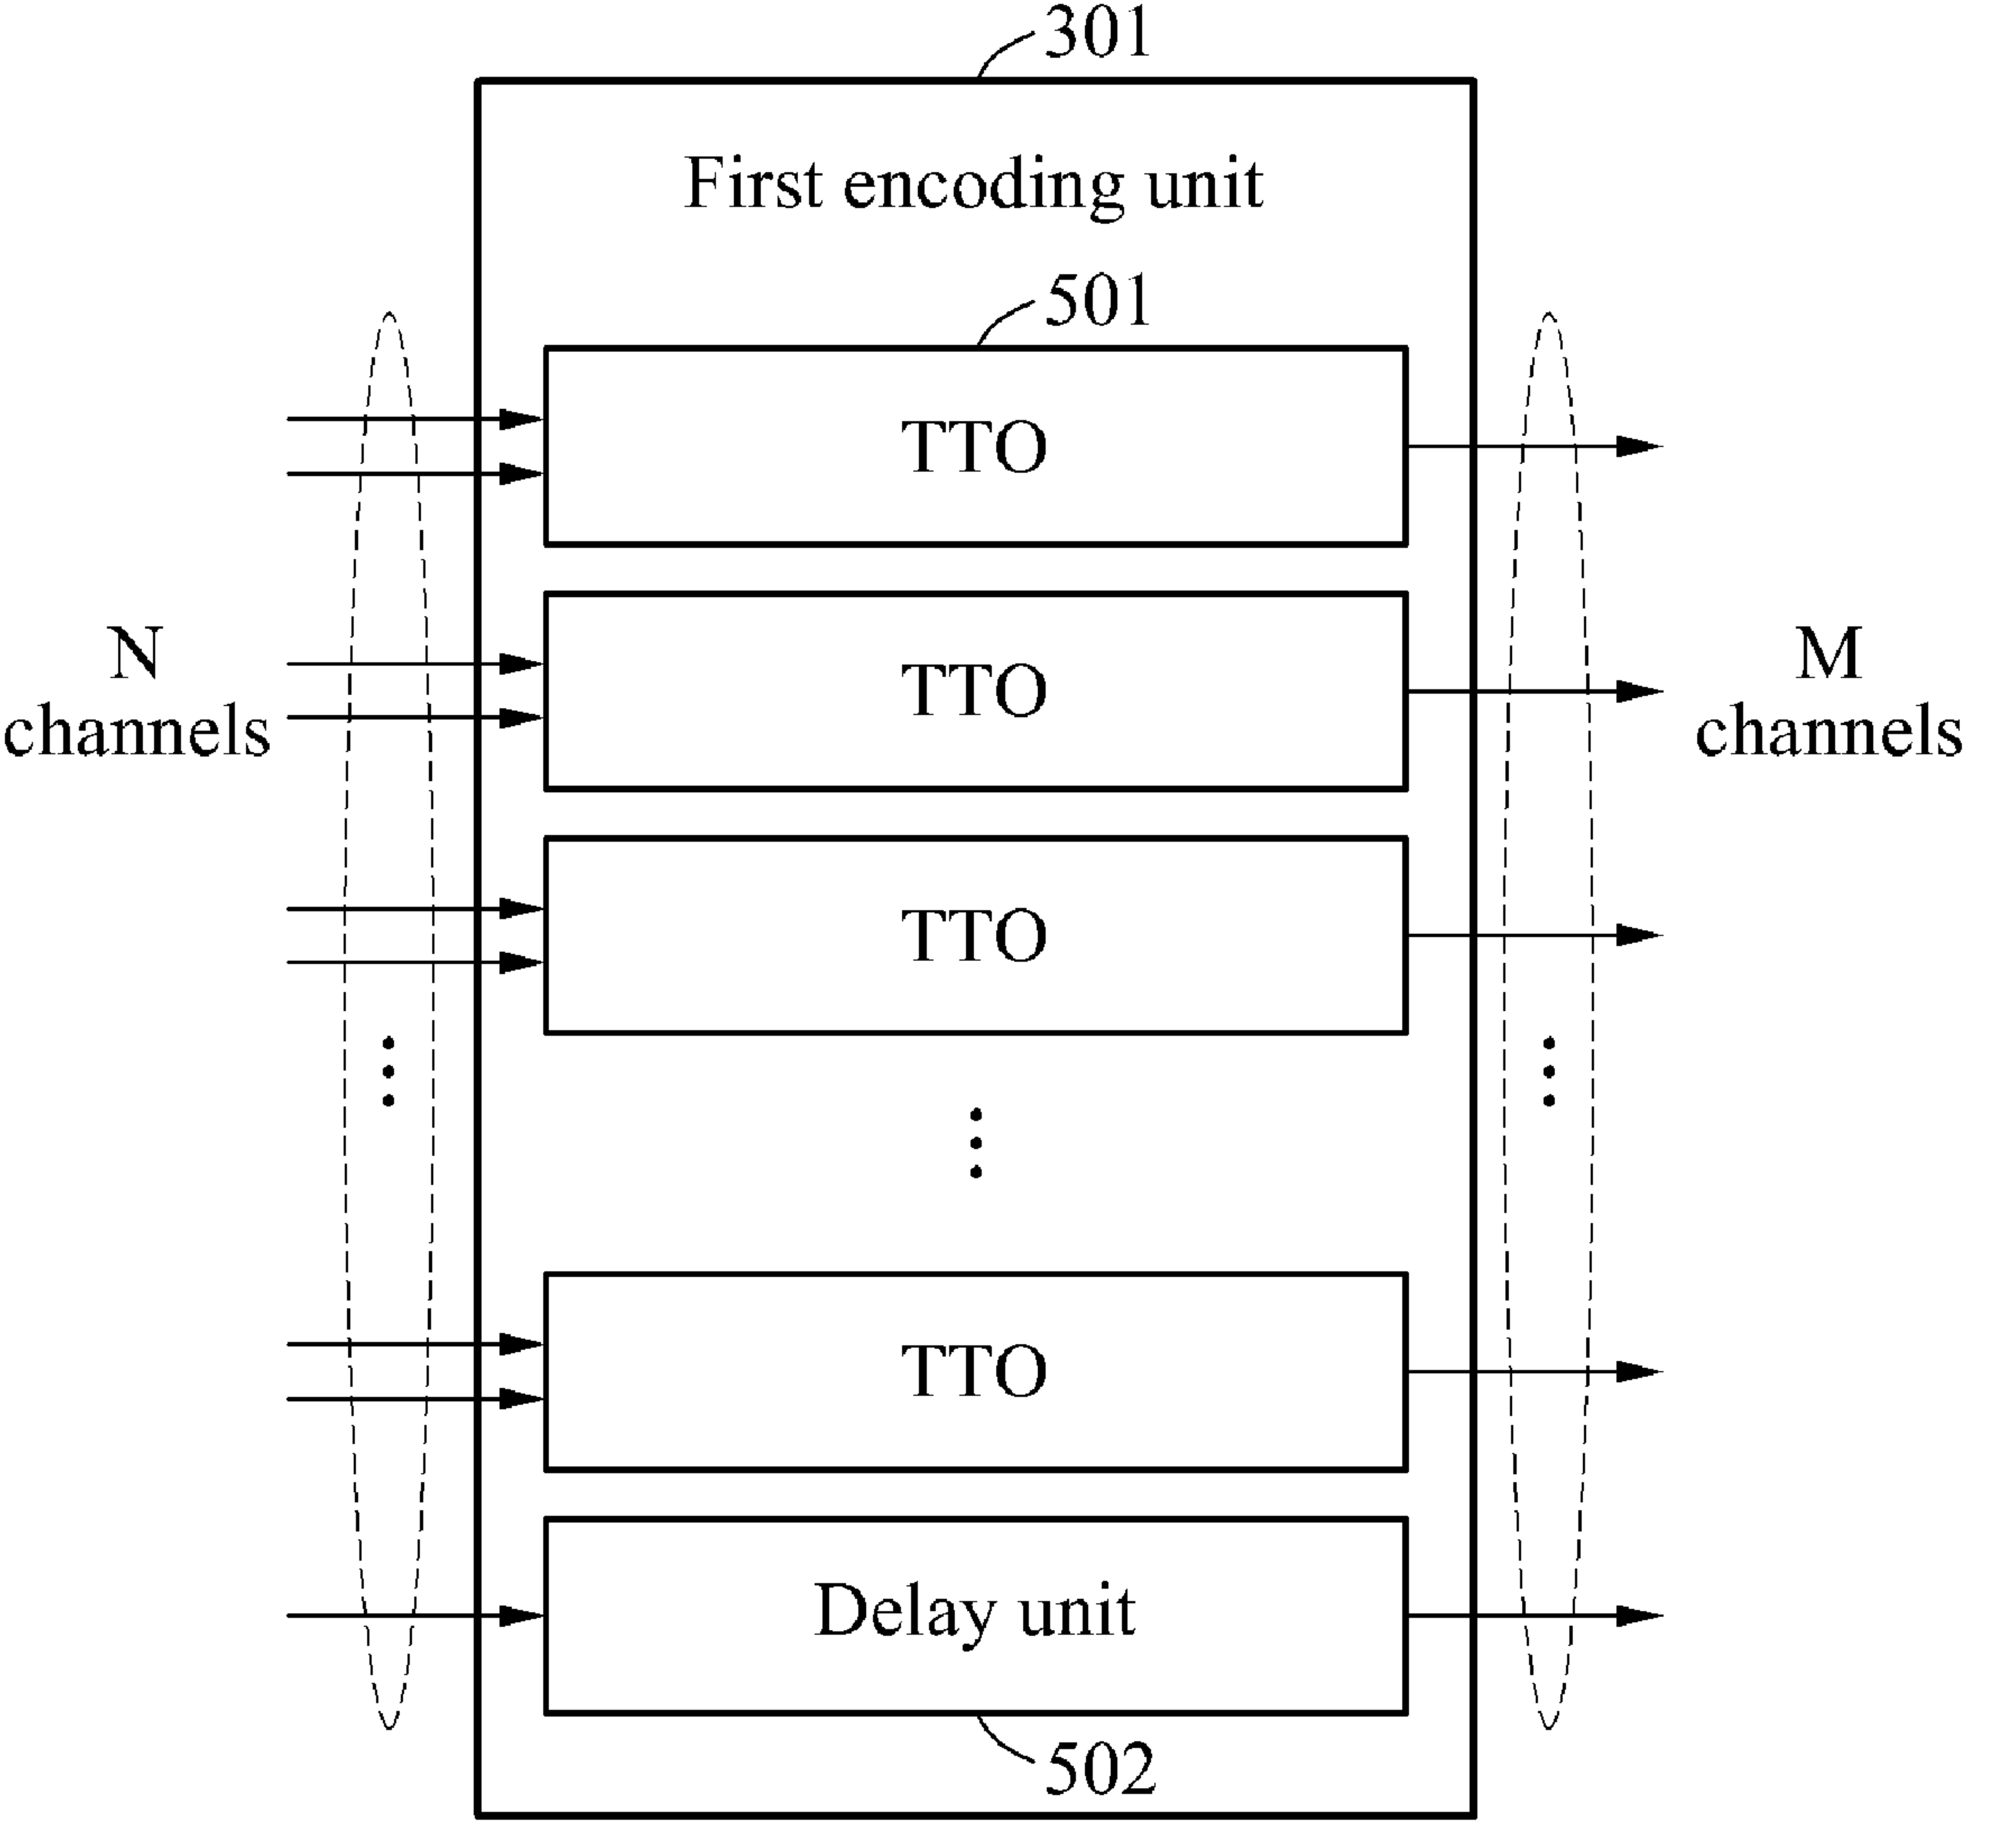 301
First encoding unit
501
TTO
N
channels
TTO
M
channels
TTO
TTO
Delay unit
502